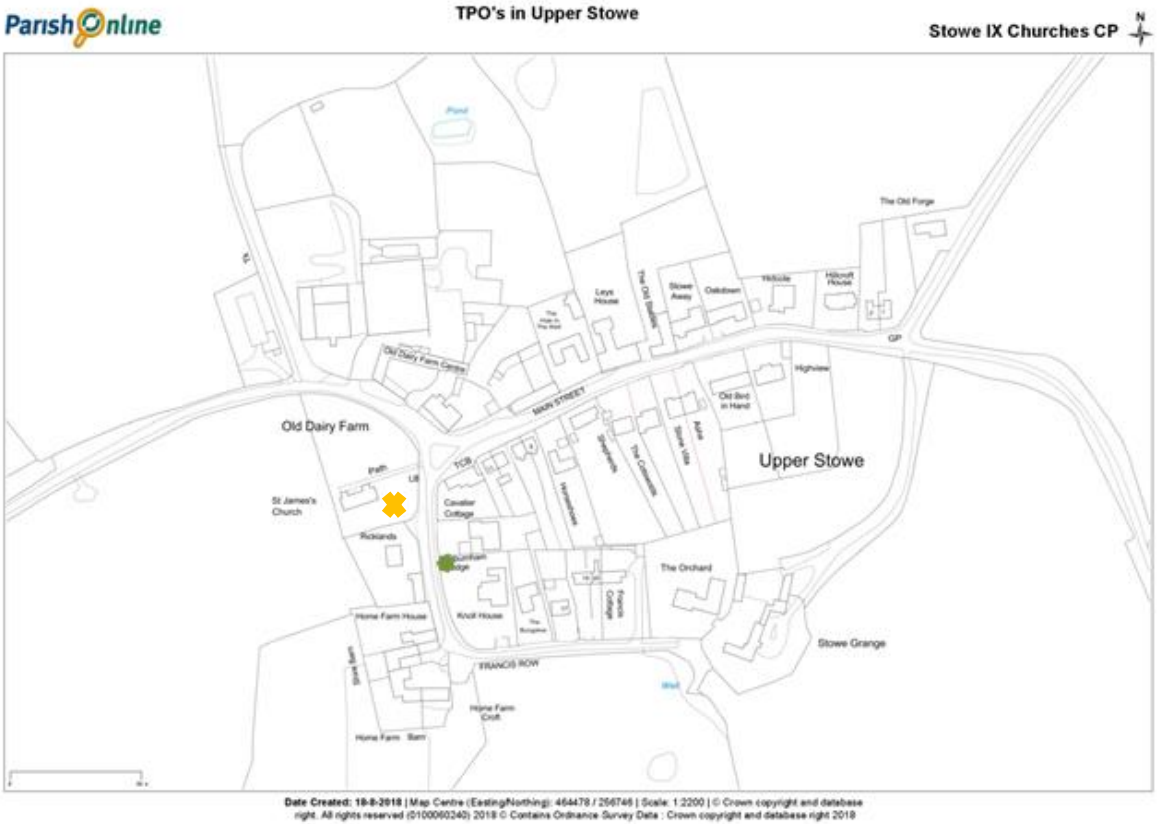 Parish Online
TPO's in Upper Stowe
Stowe IX Churches CP
N
Pond
The Old Forge
Tk
Leys
House
The Old Bakery
Stowe
Away
Oakdown
Hillside
Hillcroft
House
The
Hole in
The Wall
GP
Old Dairy Farm Centre
MAIN STREET
Highview
Old Bird
in Hand
Old Dairy Farm
Ashe
Stone Villa
The Cottage
Shepherds
Upper Stowe
TCB
Path
LB
St James's
Church
Cavalier
Cottage
Horseshoes
Ricklands
The Orchard
Francis
Cottage
Knoll House
The
Bungalow
Home Farm House
Stowe Grange
FRANCIS ROW
Well
Home Farm
Croft
Home Farm Barn
Date Created: 18-8-2018 | Map Centre (Easting/Northing): 464478 / 256746 | Scale: 1:2200 | © Crown copyright and database
right. All rights reserved (0100060240) 2018 © Contains Ordnance Survey Data : Crown copyright and database right 2018